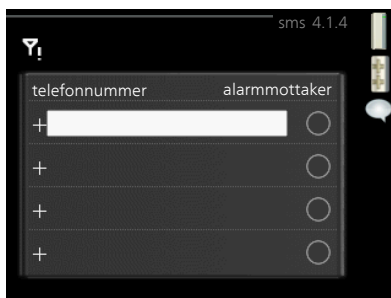 sms 4.1.4
telefonnummer alarmmottaker
+
+
+
+